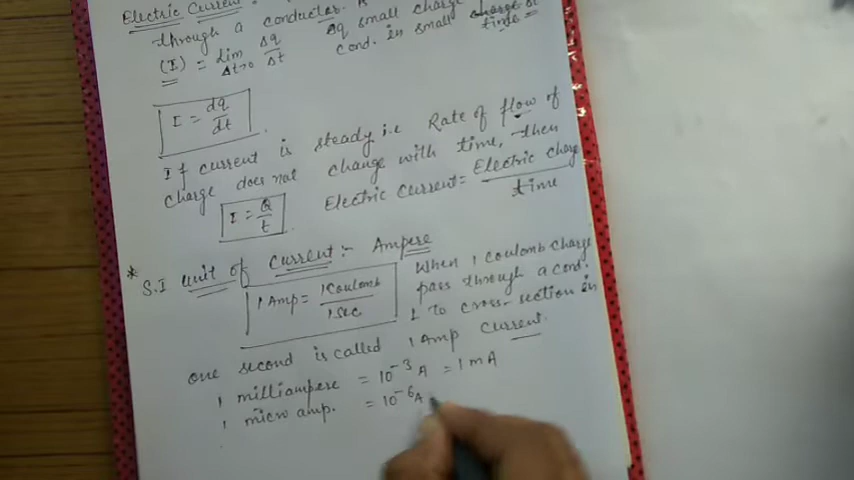 Electric Current :-
through a conductor.
(I) = lim Δt→0 Δq/Δt Δq small charge
cond. in small
time
I = dq/dt
If current is steady i.e Rate of flow of
charge does not change with time, then
I = Q/t Electric Current = Electric charge/time
* S.I unit of Current :- Ampere
1 Amp = 1 Coulomb/1 sec When 1 coulomb charge
pass through a cond.
⊥ to cross-section in
one second is called 1 Amp Current.
1 milliampere = 10⁻³ A = 1 mA
1 micro amp. = 10⁻⁶ A